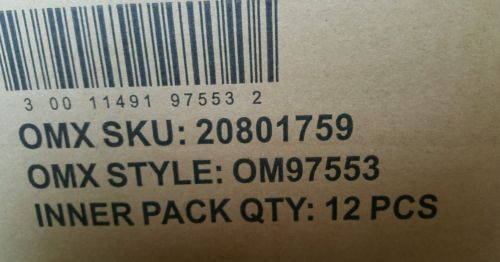 3 00 11491 97553 2
OMX SKU: 20801759
OMX STYLE: OM97553
INNER PACK QTY: 12 PCS